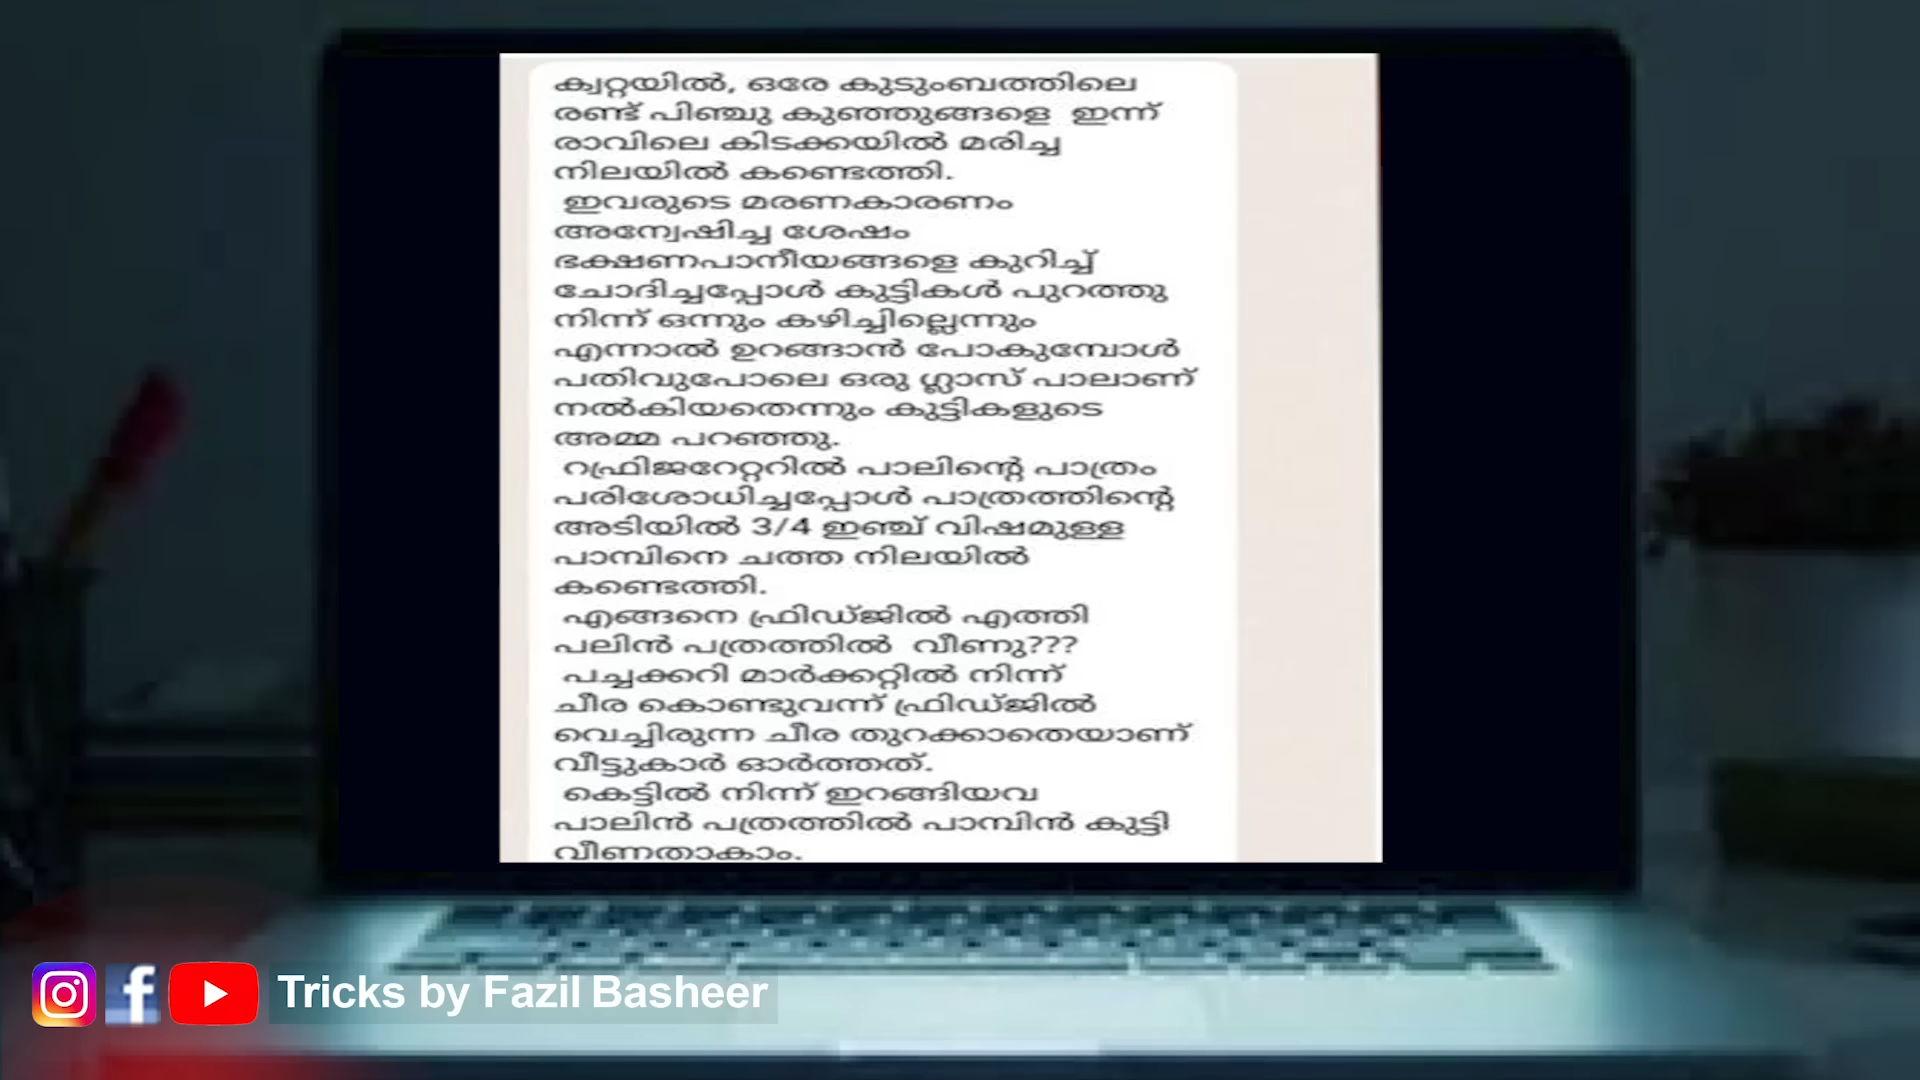 ക്വറ്റയിൽ, ഒരേ കുടുംബത്തിലെ
രണ്ട് പിഞ്ചു കുഞ്ഞുങ്ങളെ ഇന്ന്
രാവിലെ കിടക്കയിൽ മരിച്ച
നിലയിൽ കണ്ടെത്തി.
ഇവരുടെ മരണകാരണം
അന്വേഷിച്ച ശേഷം
ഭക്ഷണപാനീയങ്ങളെ കുറിച്ച്
ചോദിച്ചപ്പോൾ കുട്ടികൾ പുറത്തു
നിന്ന് ഒന്നും കഴിച്ചില്ലെന്നും
എന്നാൽ ഉറങ്ങാൻ പോകുമ്പോൾ
പതിവുപോലെ ഒരു ഗ്ലാസ് പാലാണ്
നൽകിയതെന്നും കുട്ടികളുടെ
അമ്മ പറഞ്ഞു.
റഫ്രിജറേറ്ററിൽ പാലിന്റെ പാത്രം
പരിശോധിച്ചപ്പോൾ പാത്രത്തിന്റെ
അടിയിൽ 3/4 ഇഞ്ച് വിഷമുള്ള
പാമ്പിനെ ചത്ത നിലയിൽ
കണ്ടെത്തി.
എങ്ങനെ ഫ്രിഡ്ജിൽ എത്തി
പലിൻ പത്രത്തിൽ വീണു???
പച്ചക്കറി മാർക്കറ്റിൽ നിന്ന്
ചീര കൊണ്ടുവന്ന് ഫ്രിഡ്ജിൽ
വെച്ചിരുന്ന ചീര തുറക്കാതെയാണ്
വീട്ടുകാർ ഓർത്തത്.
കെട്ടിൽ നിന്ന് ഇറങ്ങിയവ
പാലിൻ പത്രത്തിൽ പാമ്പിൻ കുട്ടി
വീണതാകാം.
Tricks by Fazil Basheer